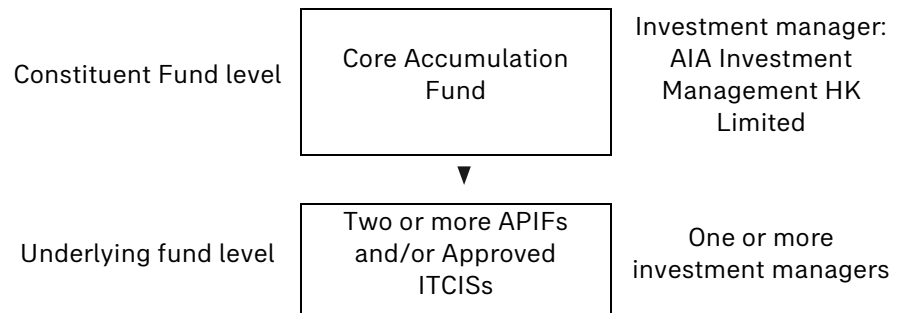 Constituent Fund level
Core Accumulation
Fund
Investment manager:
AIA Investment
Management HK
Limited
Underlying fund level
Two or more APIFs
and/or Approved
ITCISs
One or more
investment managers